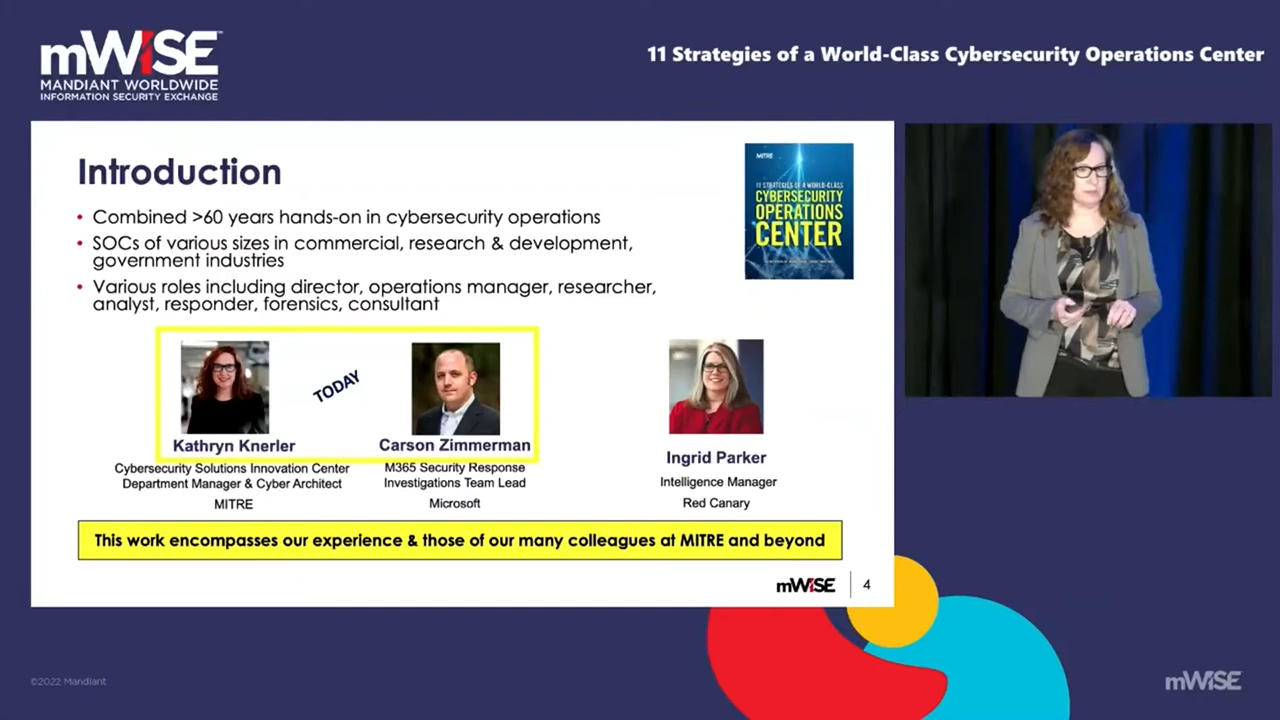 mWISE™
MANDIANT WORLDWIDE
INFORMATION SECURITY EXCHANGE
11 Strategies of a World-Class Cybersecurity Operations Center
Introduction
• Combined >60 years hands-on in cybersecurity operations
• SOCs of various sizes in commercial, research & development,
government industries
• Various roles including director, operations manager, researcher,
analyst, responder, forensics, consultant
MITRE
11 STRATEGIES OF A WORLD-CLASS
CYBERSECURITY
OPERATIONS
CENTER
TODAY
Kathryn Knerler
Cybersecurity Solutions Innovation Center
Department Manager & Cyber Architect
MITRE
Carson Zimmerman
M365 Security Response
Investigations Team Lead
Microsoft
Ingrid Parker
Intelligence Manager
Red Canary
This work encompasses our experience & those of our many colleagues at MITRE and beyond
mWISE
4
©2022 Mandiant
mWISE